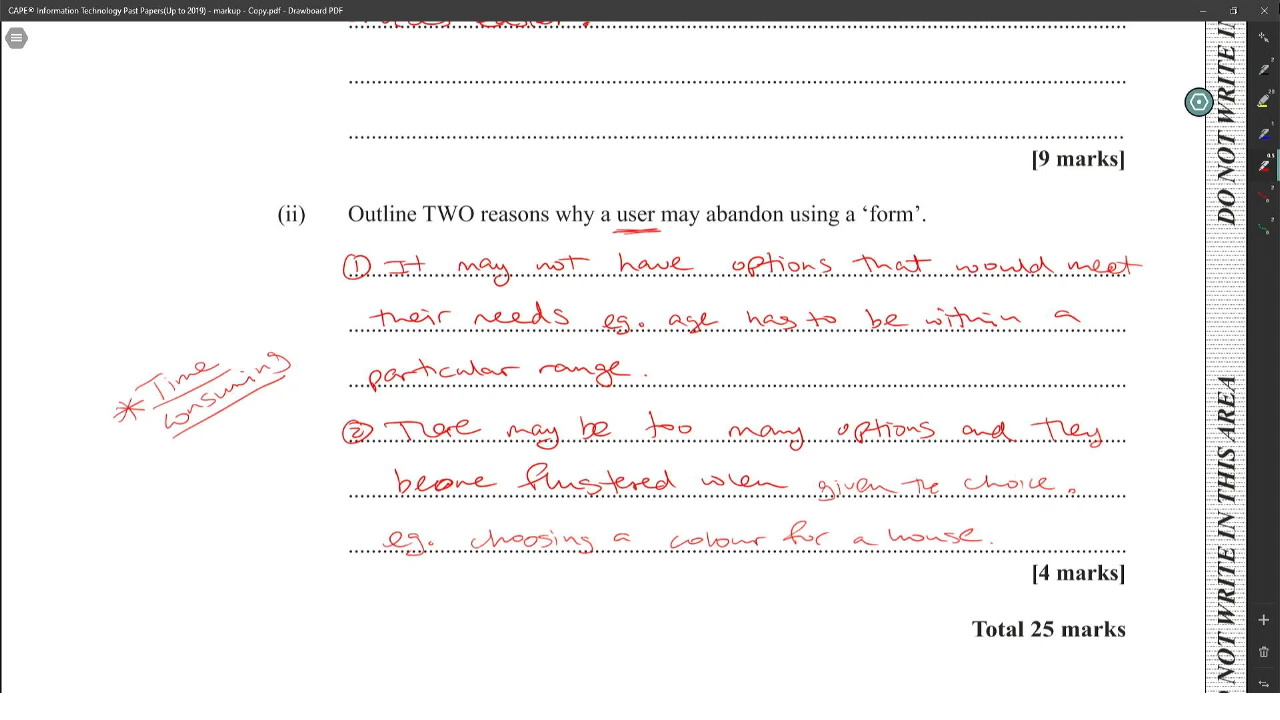 CAPE® Information Technology Past Papers(Up to 2019) - markup - Copy.pdf - Drawboard PDF
[9 marks]
(ii) Outline TWO reasons why a user may abandon using a ‘form’.
① It may not have options that would meet
their needs eg. age has to be within a
particular range.
* Time
consuming
② There may be too many options and they
become flustered when given the choice.
eg. choosing a colour for a house.
[4 marks]
Total 25 marks
DO NOT WRITE IN
NOT WRITE IN THIS AREA